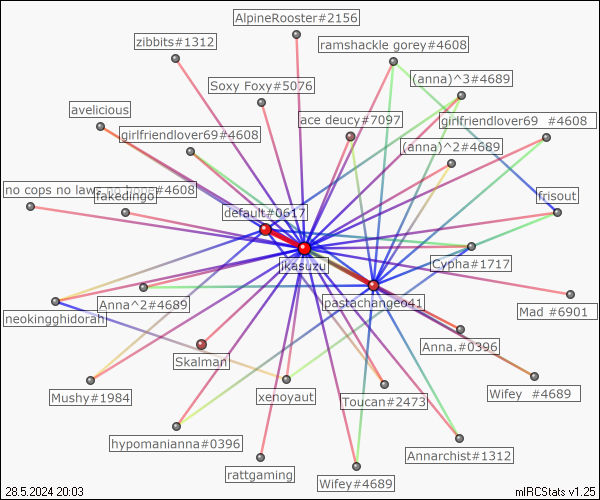 AlpineRooster#2156
zibbits#1312
ramshackle gorey#4608
Soxy Foxy#5076
(anna)^3#4689
avelicious
ace deucy#7097
girlfriendlover69 #4608
girlfriendlover69#4608
(anna)^2#4689
no cops no laws no hope#4608
fakedingo
frisout
default#0617
Cypha#1717
ikasuzu
Anna^2#4689
pastachangeo41
Mad #6901
neokingghidorah
Anna.#0396
Skalman
Mushy#1984
xenoyaut
Toucan#2473
Wifey #4689
hypomanianna#0396
Annarchist#1312
rattgaming
Wifey#4689
28.5.2024 20:03
mIRCStats v1.25